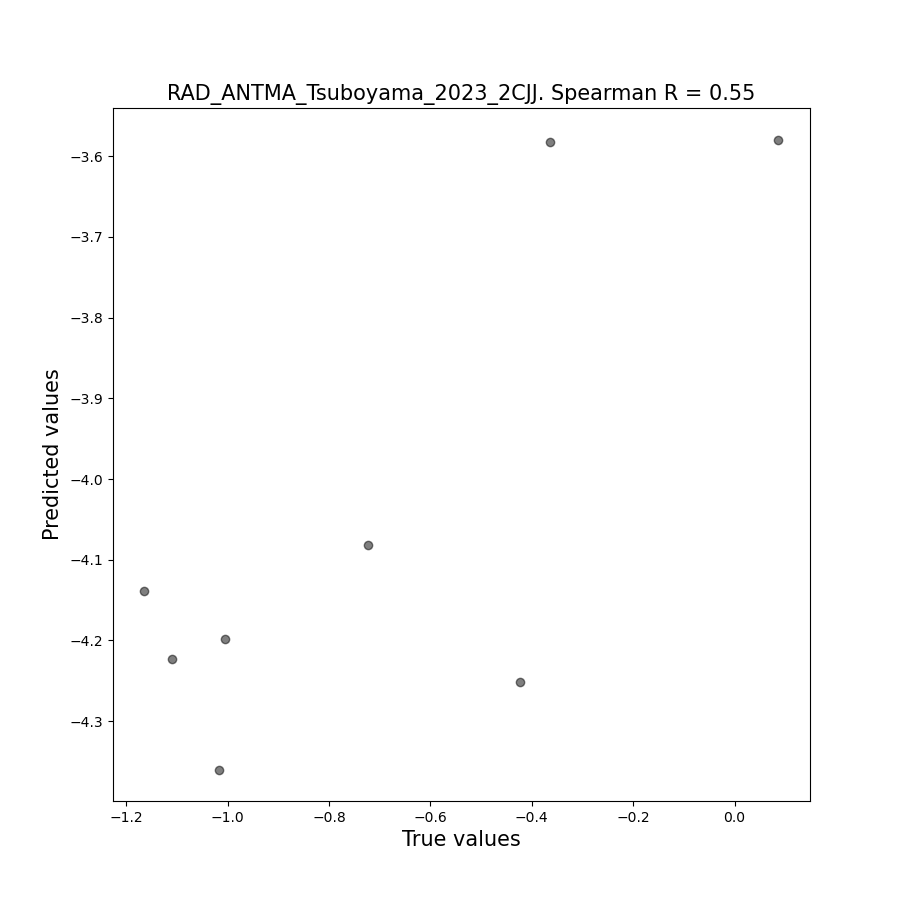 RAD_ANTMA_Tsuboyama_2023_2CJJ. Spearman R = 0.55
Predicted values
−3.6
−3.7
−3.8
−3.9
−4.0
−4.1
−4.2
−4.3
−1.2 −1.0 −0.8 −0.6 −0.4 −0.2 0.0
True values